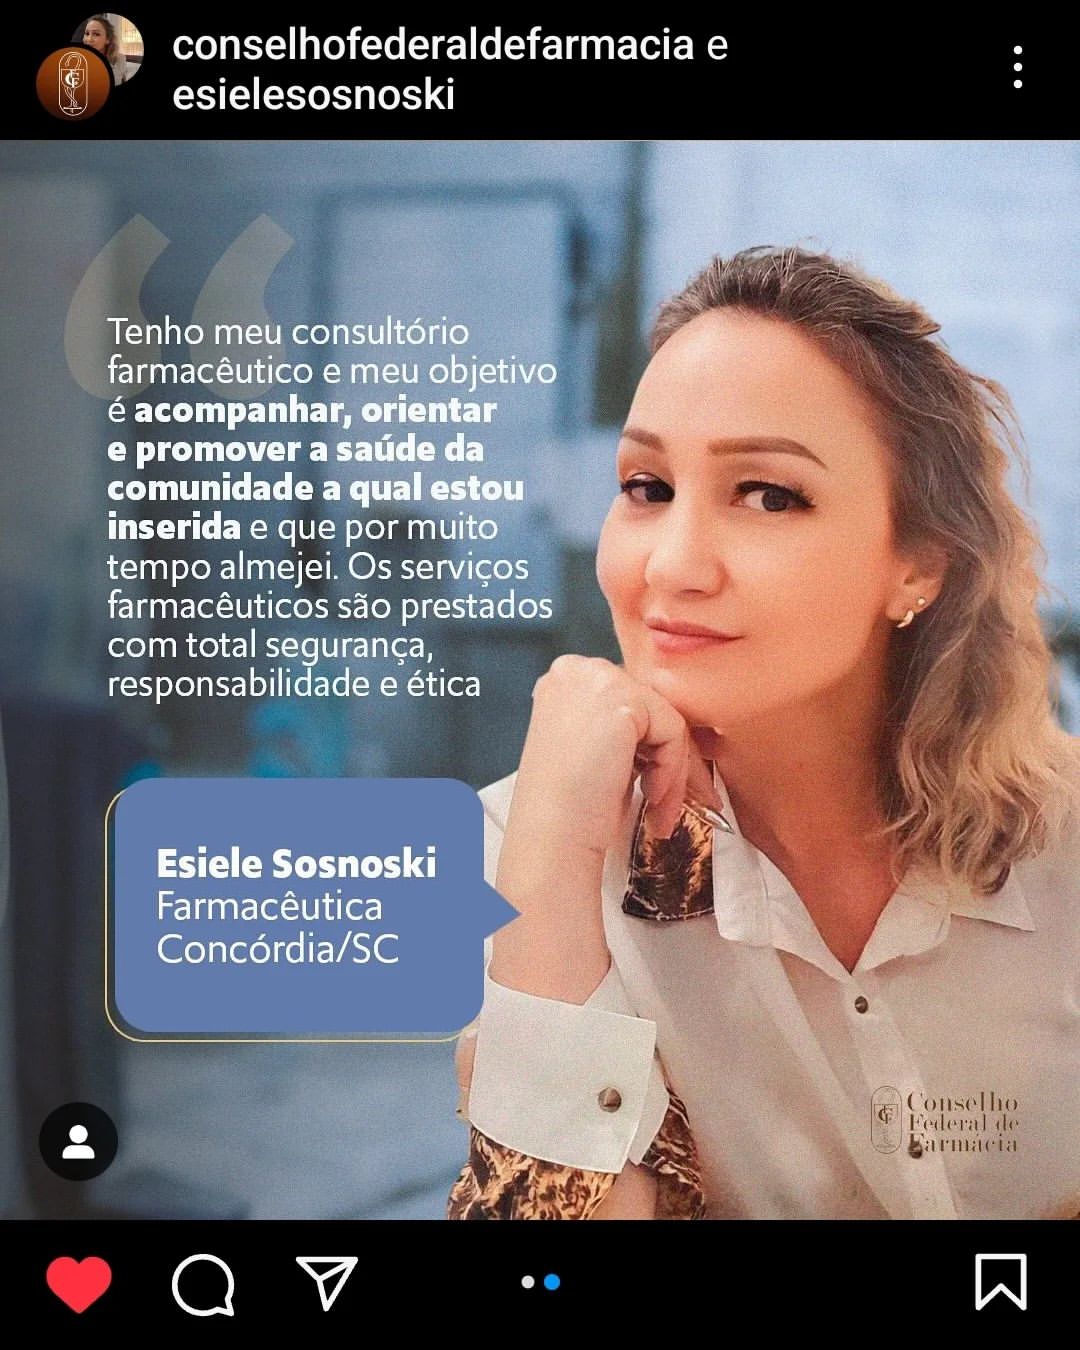 conselhofederaldefarmacia e
esielesosnoski
Tenho meu consultório
farmacêutico e meu objetivo
é acompanhar, orientar
e promover a saúde da
comunidade a qual estou
inserida e que por muito
tempo almejei. Os serviços
farmacêuticos são prestados
com total segurança,
responsabilidade e ética
Esiele Sosnoski
Farmacêutica
Concórdia/SC
Conselho
Federal de
Farmácia